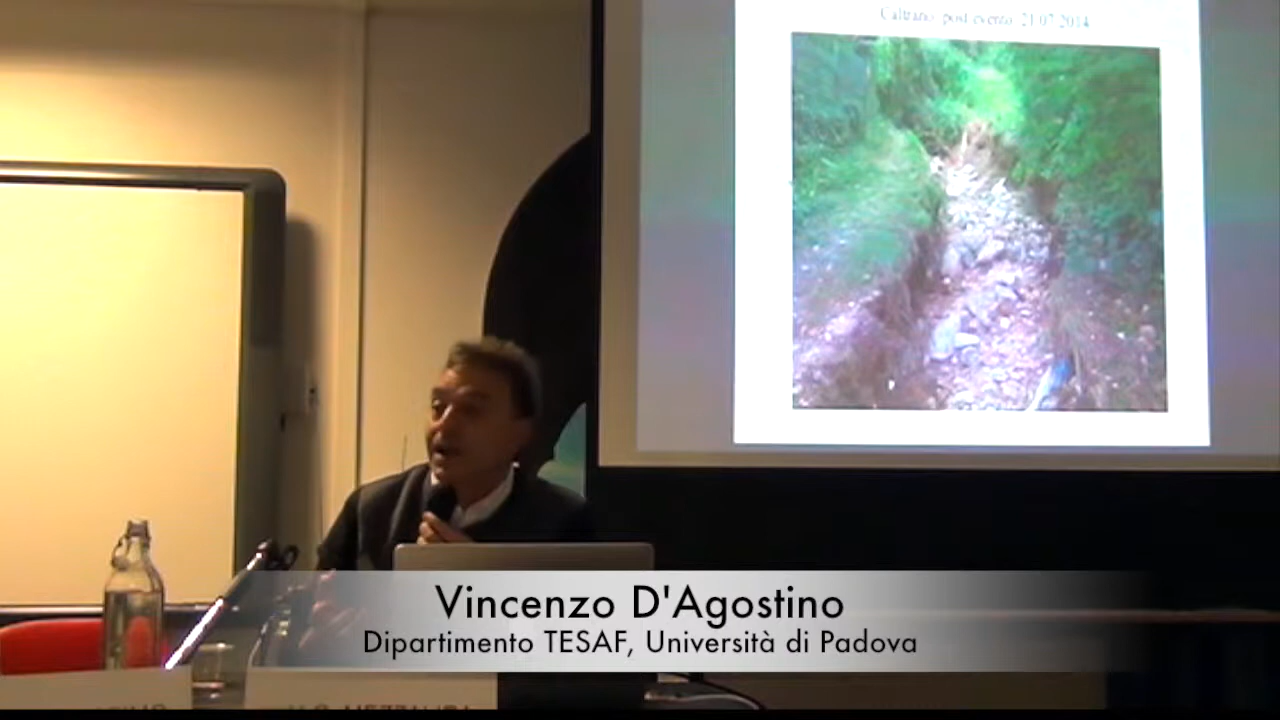 Caltrano post evento 21 07 2014
Vincenzo D'Agostino
Dipartimento TESAF, Università di Padova